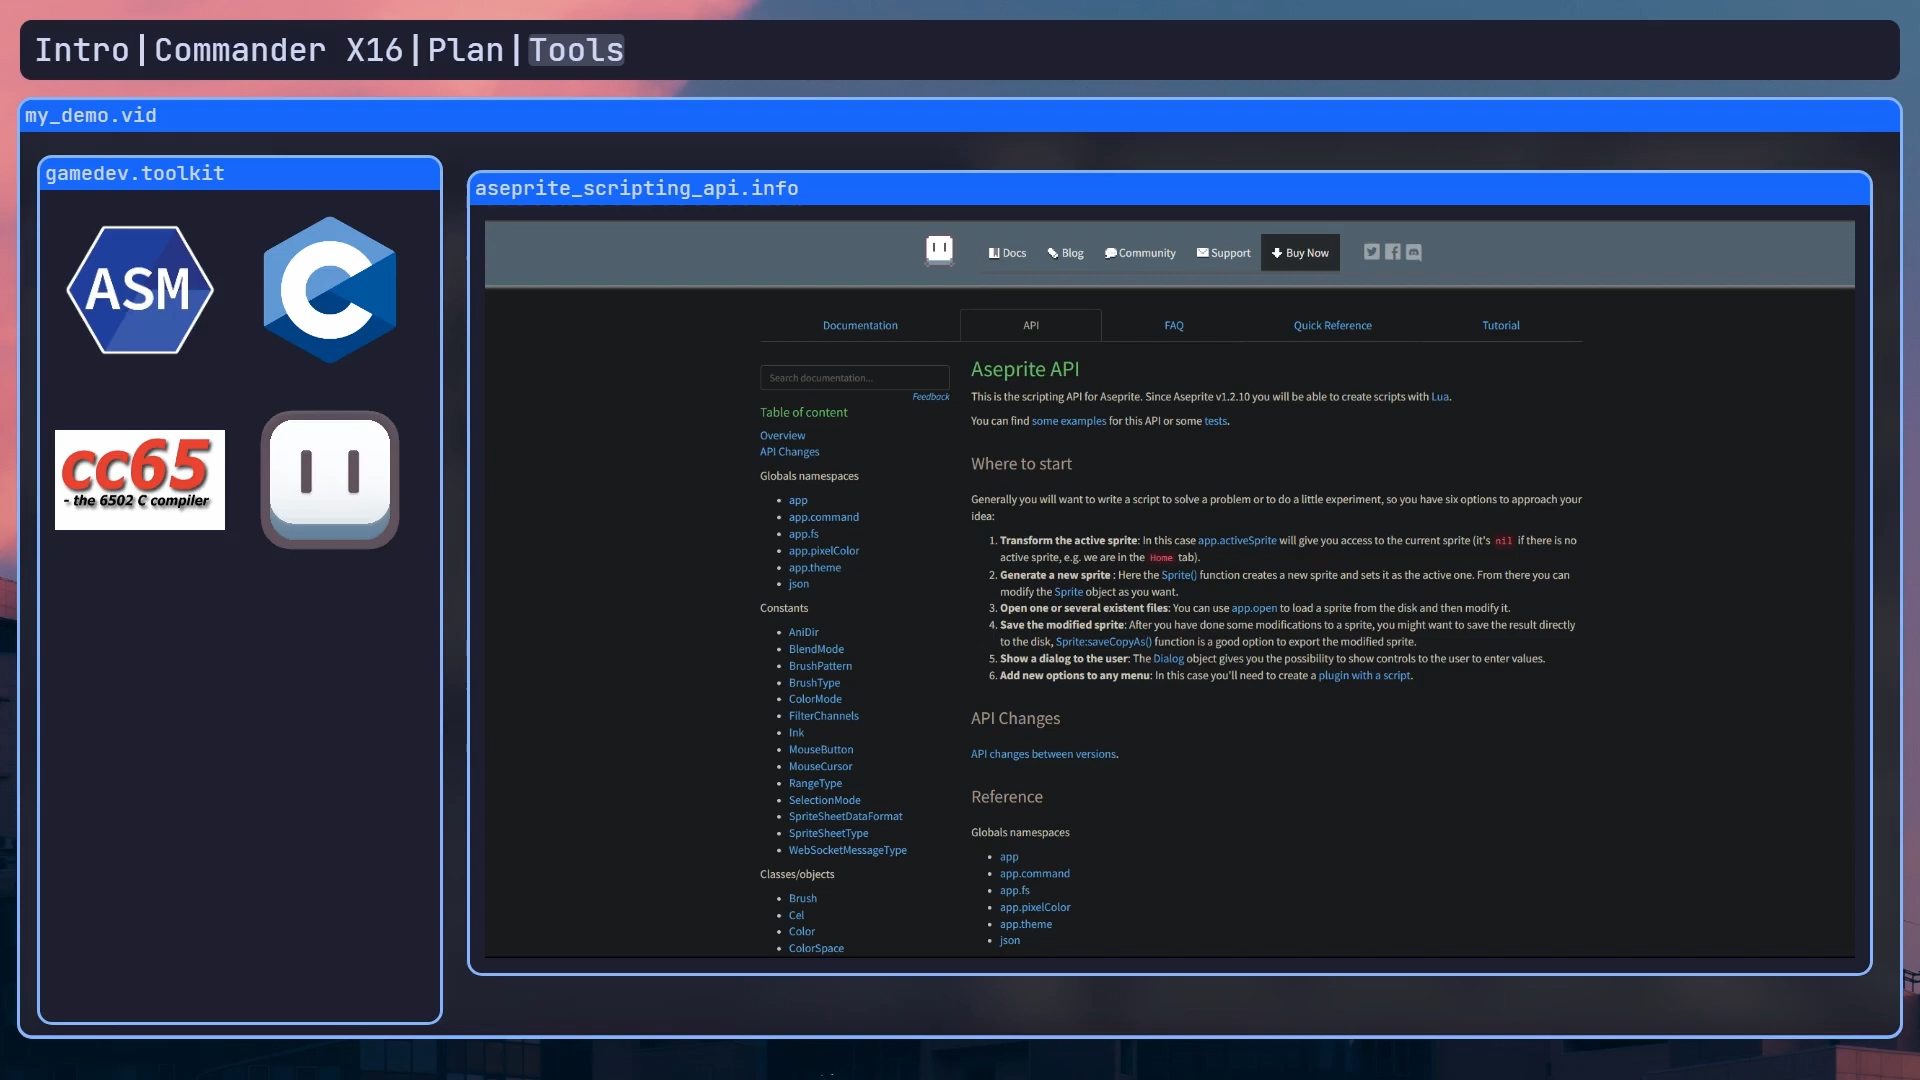 Intro|Commander X16|Plan|Tools
my_demo.vid
gamedev.toolkit
ASM
C
cc65
- the 6502 C compiler
aseprite_scripting_api.info
Docs Blog Community Support Buy Now
Documentation API FAQ Quick Reference Tutorial
Search documentation...
Feedback
Table of content
Overview
API Changes
Globals namespaces
app
app.command
app.fs
app.pixelColor
app.theme
json
Constants
AniDir
BlendMode
BrushPattern
BrushType
ColorMode
FilterChannels
Ink
MouseButton
MouseCursor
RangeType
SelectionMode
SpriteSheetDataFormat
SpriteSheetType
WebSocketMessageType
Classes/objects
Brush
Cel
Color
ColorSpace
Aseprite API
This is the scripting API for Aseprite. Since Aseprite v1.2.10 you will be able to create scripts with Lua.
You can find some examples for this API or some tests.
Where to start
Generally you will want to write a script to solve a problem or to do a little experiment, so you have six options to approach your
idea:
1. Transform the active sprite: In this case app.activeSprite will give you access to the current sprite (it's nil if there is no
active sprite, e.g. we are in the Home tab).
2. Generate a new sprite : Here the Sprite() function creates a new sprite and sets it as the active one. From there you can
modify the Sprite object as you want.
3. Open one or several existent files: You can use app.open to load a sprite from the disk and then modify it.
4. Save the modified sprite: After you have done some modifications to a sprite, you might want to save the result directly
to the disk, Sprite:saveCopyAs() function is a good option to export the modified sprite.
5. Show a dialog to the user: The Dialog object gives you the possibility to show controls to the user to enter values.
6. Add new options to any menu: In this case you'll need to create a plugin with a script.
API Changes
API changes between versions.
Reference
Globals namespaces
app
app.command
app.fs
app.pixelColor
app.theme
json